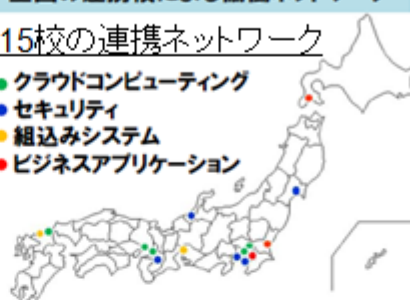 15校の連携ネットワーク
クラウドコンピューティング
セキュリティ
組込みシステム
ビジネスアプリケーション